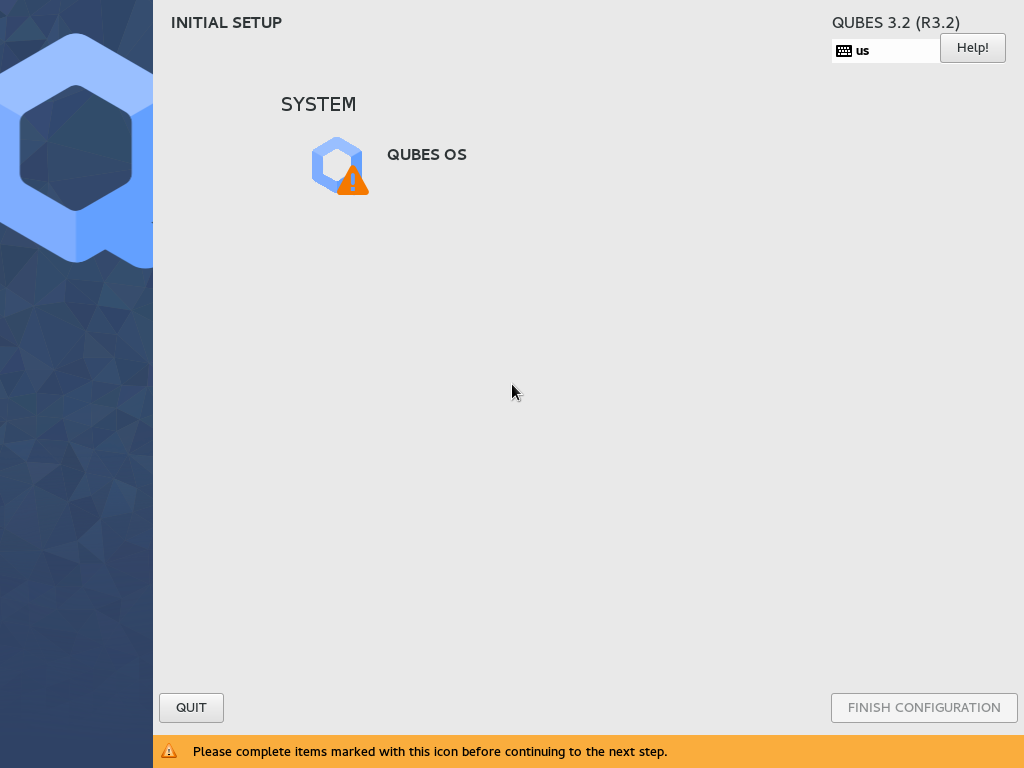 INITIAL SETUP
QUBES 3.2 (R3.2)
us
Help!
SYSTEM
QUBES OS
QUIT
FINISH CONFIGURATION
Please complete items marked with this icon before continuing to the next step.